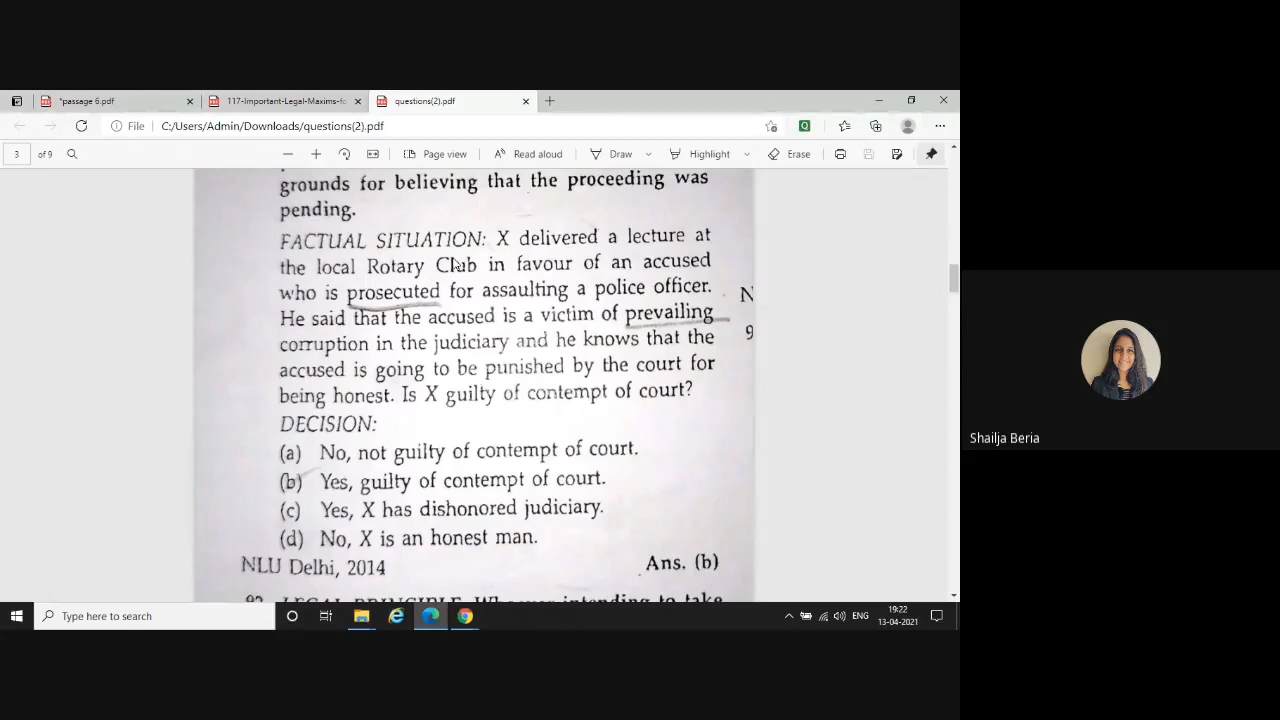 *passage 6.pdf
117-Important-Legal-Maxims-fo
questions(2).pdf
File
C:/Users/Admin/Downloads/questions(2).pdf
3 of 9
Page view
Read aloud
Draw
Highlight
Erase
grounds for believing that the proceeding was
pending.
FACTUAL SITUATION: X delivered a lecture at
the local Rotary Club in favour of an accused
who is prosecuted for assaulting a police officer.
He said that the accused is a victim of prevailing
corruption in the judiciary and he knows that the
accused is going to be punished by the court for
being honest. Is X guilty of contempt of court?
DECISION:
(a) No, not guilty of contempt of court.
(b) Yes, guilty of contempt of court.
(c) Yes, X has dishonored judiciary.
(d) No, X is an honest man.
NLU Delhi, 2014 Ans. (b)
N
9
Shailja Beria
Type here to search
ENG
19:22
13-04-2021